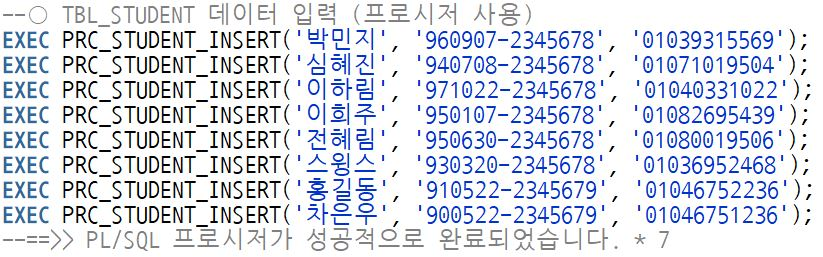 --○ TBL_STUDENT 데이터 입력 (프로시저 사용)
EXEC PRC_STUDENT_INSERT('박민지', '960907-2345678', '01039315569');
EXEC PRC_STUDENT_INSERT('심혜진', '940708-2345678', '01071019504');
EXEC PRC_STUDENT_INSERT('이하림', '971022-2345678', '01040331022');
EXEC PRC_STUDENT_INSERT('이희주', '950107-2345678', '01082695439');
EXEC PRC_STUDENT_INSERT('전혜림', '950630-2345678', '01080019506');
EXEC PRC_STUDENT_INSERT('스윙스', '930320-2345678', '01036952468');
EXEC PRC_STUDENT_INSERT('홍길동', '910522-2345679', '01046752236');
EXEC PRC_STUDENT_INSERT('차은우', '900522-2345679', '01046751236');
--==>> PL/SQL 프로시저가 성공적으로 완료되었습니다. * 7